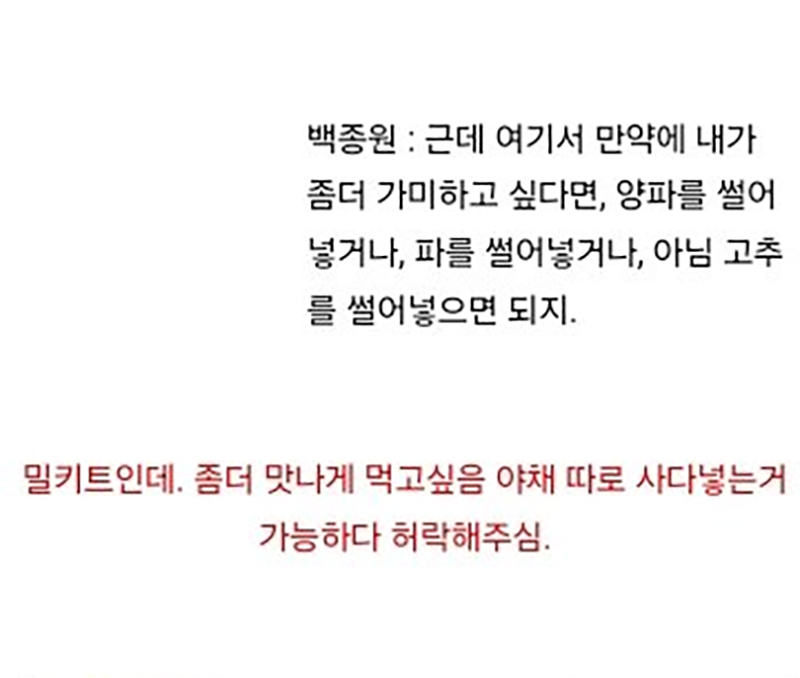 백종원 : 근데 여기서 만약에 내가
좀더 가미하고 싶다면, 양파를 썰어
넣거나, 파를 썰어넣거나, 아님 고추
를 썰어넣으면 되지.
밀키트인데. 좀더 맛나게 먹고싶음 야채 따로 사다넣는거
가능하다 허락해주심.